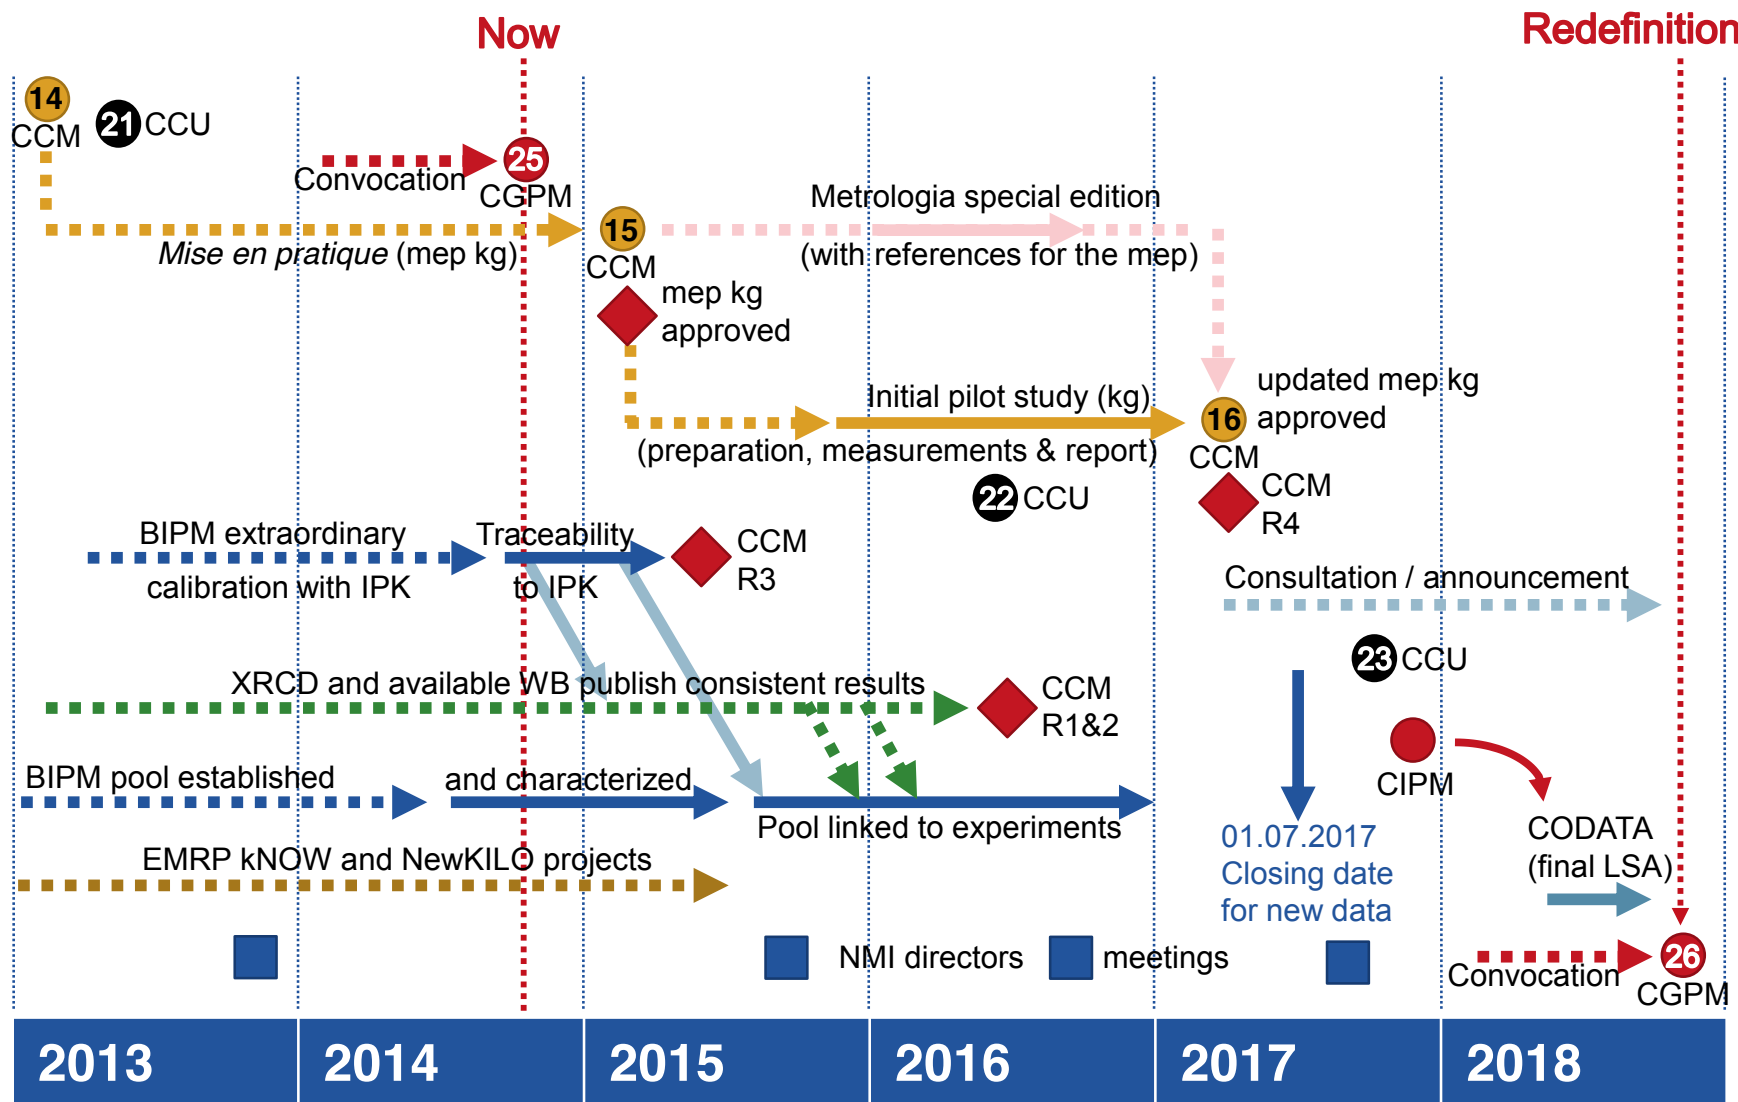 Now
Redefinition
14
CCM
21 CCU
Convocation
25
CGPM
Mise en pratique (mep kg)
15
CCM
mep kg
approved
Metrologia special edition
(with references for the mep)
Initial pilot study (kg)
(preparation, measurements & report)
updated mep kg
approved
16
CCM
22 CCU
CCM
R4
BIPM extraordinary
calibration with IPK
Traceability
to IPK
CCM
R3
Consultation / announcement
23 CCU
XRCD and available WB publish consistent results
CCM
R1&2
CIPM
BIPM pool established
and characterized
Pool linked to experiments
01.07.2017
Closing date
for new data
CODATA
(final LSA)
EMRP kNOW and NewKILO projects
NMI directors
meetings
Convocation
26
CGPM
2013
2014
2015
2016
2017
2018